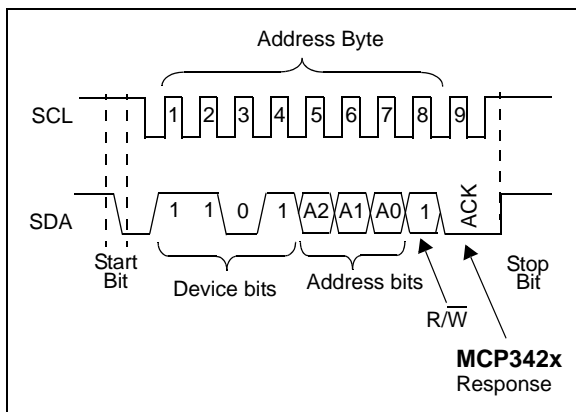 Address Byte
SCL 1 2 3 4 5 6 7 8 9
SDA 1 1 0 1 A2 A1 A0 1 ACK
Start Bit
Device bits
Address bits
R/W̅
Stop Bit
MCP342x
Response